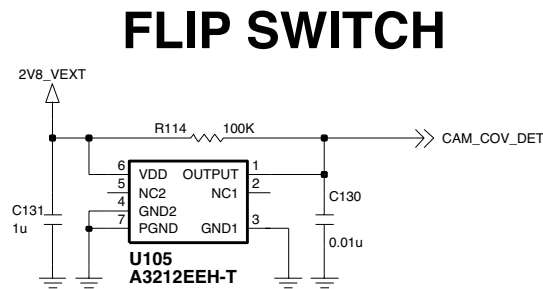 FLIP SWITCH
2V8_VEXT
R114 100K
CAM_COV_DET
6 VDD OUTPUT 1
5 NC2 NC1 2
4 GND2
7 PGND GND1 3
C131
1u
C130
0.01u
U105
A3212EEH-T